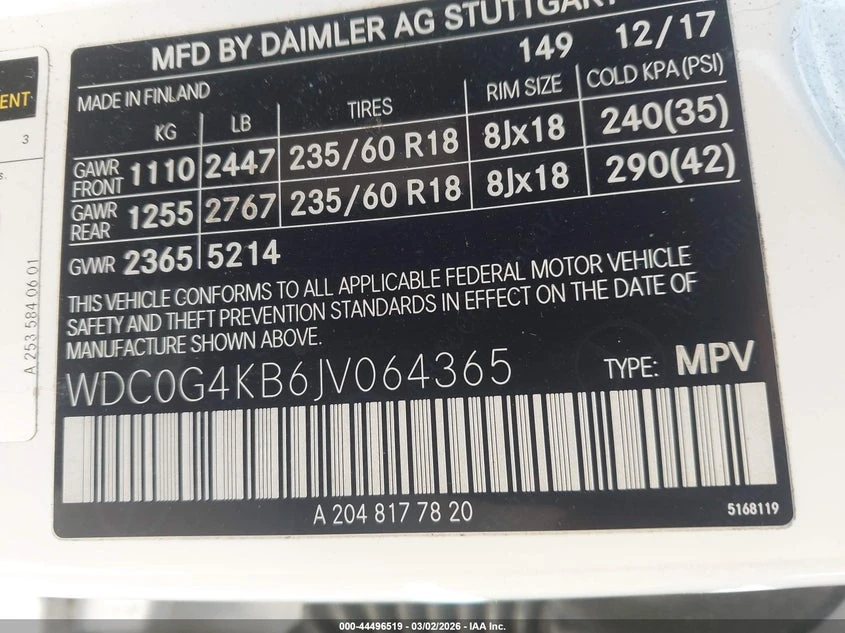 MFD BY DAIMLER AG STUTTGART
149 12/17
MADE IN FINLAND
KG LB TIRES RIM SIZE COLD KPA (PSI)
GAWR FRONT 1110 2447 235/60 R18 8Jx18 240(35)
GAWR REAR 1255 2767 235/60 R18 8Jx18 290(42)
GVWR 2365 5214
THIS VEHICLE CONFORMS TO ALL APPLICABLE FEDERAL MOTOR VEHICLE
SAFETY AND THEFT PREVENTION STANDARDS IN EFFECT ON THE DATE OF
MANUFACTURE SHOWN ABOVE.
WDC0G4KB6JV064365 TYPE: MPV
A 204 817 78 20
5168119
A 253 584 06 01
3
000-44496519 - 03/02/2026 - IAA Inc.